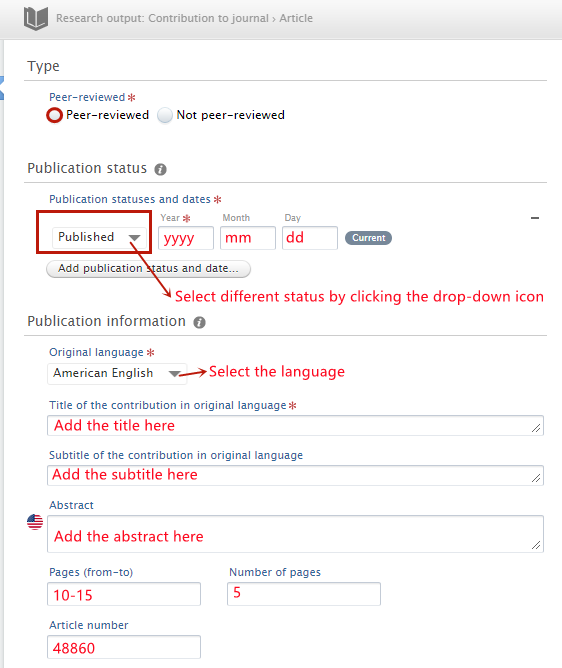 Research output: Contribution to journal › Article
Type
Peer-reviewed *
Peer-reviewed Not peer-reviewed
Publication status i
Publication statuses and dates *
Year * Month Day
Published yyyy mm dd Current
Add publication status and date...
Select different status by clicking the drop-down icon
Publication information i
Original language *
American English Select the language
Title of the contribution in original language *
Add the title here
Subtitle of the contribution in original language
Add the subtitle here
Abstract
Add the abstract here
Pages (from-to) Number of pages
10-15 5
Article number
48860